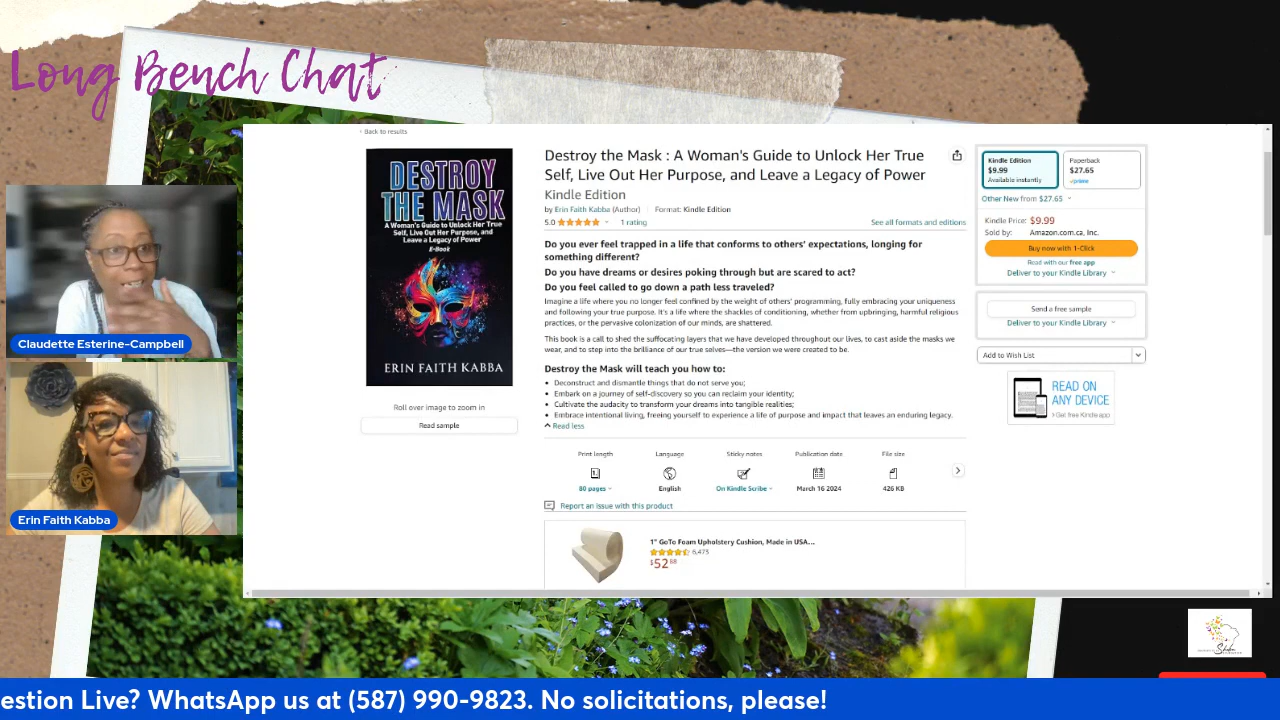 Long Bench Chat
‹ Back to results
DESTROY
THE MASK
A Woman's Guide to Unlock Her True
Self, Live Out Her Purpose, and
Leave a Legacy of Power
E-Book
ERIN FAITH KABBA
Roll over image to zoom in
Read sample
Destroy the Mask : A Woman's Guide to Unlock Her True
Self, Live Out Her Purpose, and Leave a Legacy of Power
Kindle Edition
by Erin Faith Kabba (Author) Format: Kindle Edition
5.0 1 rating
See all formats and editions
Do you ever feel trapped in a life that conforms to others' expectations, longing for
something different?
Do you have dreams or desires poking through but are scared to act?
Do you feel called to go down a path less traveled?
Imagine a life where you no longer feel confined by the weight of others' programming, fully embracing your uniqueness
and following your true purpose. It's a life where the shackles of conditioning, whether from upbringing, harmful religious
practices, or the pervasive colonization of our minds, are shattered.
This book is a call to shed the suffocating layers that we have developed throughout our lives, to cast aside the masks we
wear, and to step into the brilliance of our true selves—the version we were created to be.
Destroy the Mask will teach you how to:
• Deconstruct and dismantle things that do not serve you;
• Embark on a journey of self-discovery so you can reclaim your identity;
• Cultivate the audacity to transform your dreams into tangible realities;
• Embrace intentional living, freeing yourself to experience a life of purpose and impact that leaves an enduring legacy.
Read less
Print length
80 pages
Language
English
Sticky notes
On Kindle Scribe
Publication date
March 16 2024
File size
426 KB
Report an issue with this product
1" GoTo Foam Upholstery Cushion, Made in USA...
6,473
$52 88
Kindle Edition
$9.99
Available instantly
Paperback
$27.65
prime
Other New from $27.65
Kindle Price: $9.99
Sold by: Amazon.com.ca, Inc.
Buy now with 1-Click
Read with our free app
Deliver to your Kindle Library
Send a free sample
Deliver to your Kindle Library
Add to Wish List
READ ON
ANY DEVICE
› Get free Kindle app
Claudette Esterine-Campbell
Erin Faith Kabba
estion Live? WhatsApp us at (587) 990-9823. No solicitations, please!